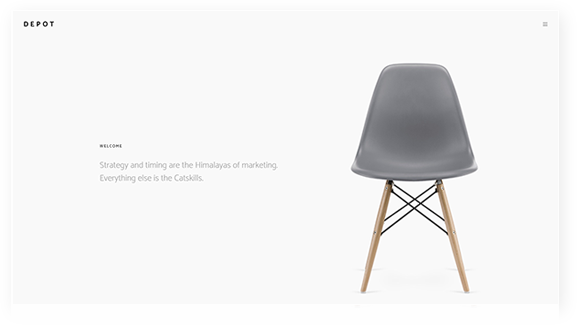 DEPOT
WELCOME
Strategy and timing are the Himalayas of marketing.
Everything else is the Catskills.